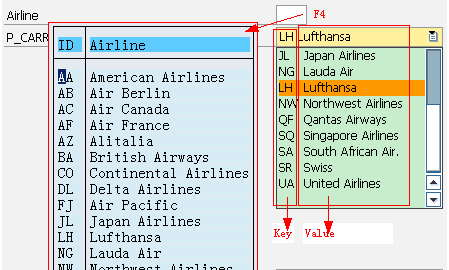 Airline
F4
P_CARR
ID Airline
AA American Airlines
AB Air Berlin
AC Air Canada
AF Air France
AZ Alitalia
BA British Airways
CO Continental Airlines
DL Delta Airlines
FJ Air Pacific
JL Japan Airlines
LH Lufthansa
NG Lauda Air
NW Northwest Airlines
LH Lufthansa
JL Japan Airlines
NG Lauda Air
LH Lufthansa
NW Northwest Airlines
QF Qantas Airways
SQ Singapore Airlines
SA South African Air.
SR Swiss
UA United Airlines
Key Value